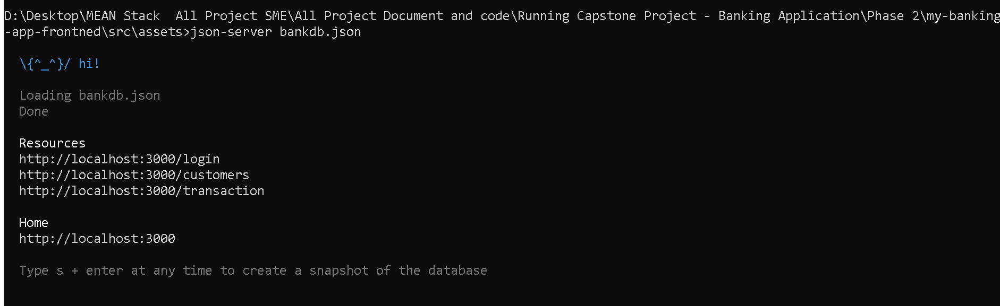 D:\Desktop\MEAN Stack  All Project SME\All Project Document and code\Running Capstone Project - Banking Application\Phase 2\my-banking
-app-frontned\src\assets>json-server bankdb.json
\{^_^}/ hi!
Loading bankdb.json
Done
Resources
http://localhost:3000/login
http://localhost:3000/customers
http://localhost:3000/transaction
Home
http://localhost:3000
Type s + enter at any time to create a snapshot of the database